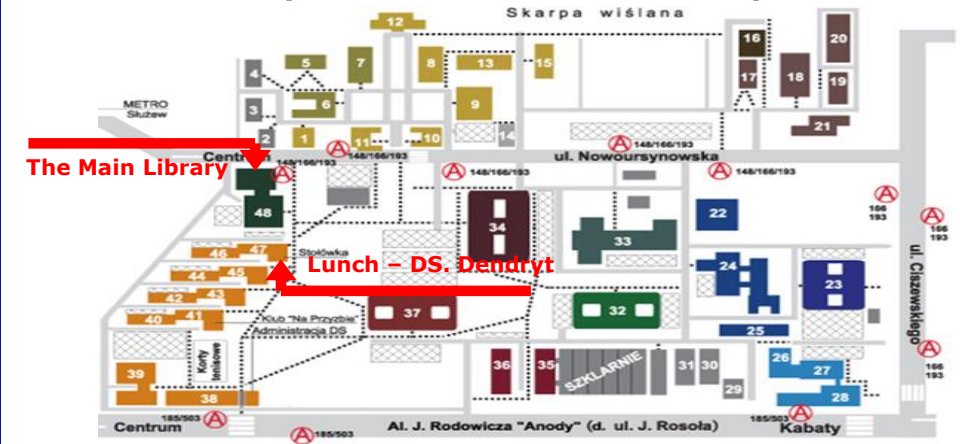 Skarpa wiślana
12
20
16
5
7
8
13
15
4
17
18
19
6
9
METRO
Służew
3
2
1
11
10
14
21
A
A 148/166/193
The Main Library
Centrum
148/166/193
A
148/166/193
A
A 148/166/193
ul. Nowoursynowska
A 148/166/193
A
166
193
A
166
193
48
34
22
33
46
47
Stołówka
Lunch – DS. Dendryt
44
45
24
23
ul. Ciszewskiego
42
43
37
32
40
41
Klub "Na Przyzbie"
Administracja DS
25
Korty
tenisowe
36
35
SZKLARNIE
31
30
29
26
27
28
A
166
193
39
38
185/503 A
A 185/503
185/503
A
Centrum
Al. J. Rodowicza "Anody" (d. ul. J. Rosoła)
Kabaty